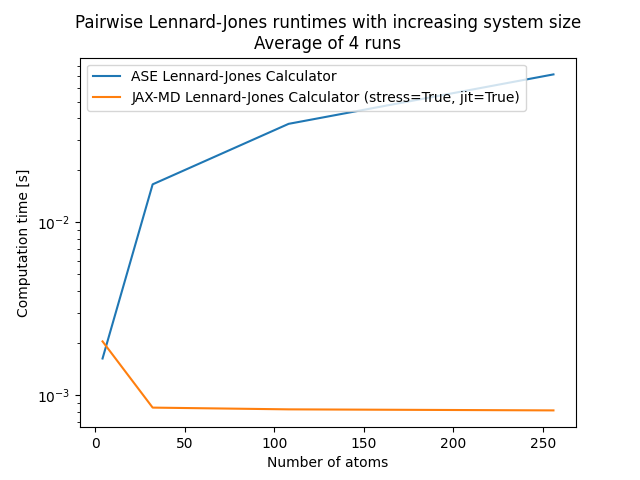 Pairwise Lennard-Jones runtimes with increasing system size
Average of 4 runs
ASE Lennard-Jones Calculator
JAX-MD Lennard-Jones Calculator (stress=True, jit=True)
Computation time [s]
10⁻²
10⁻³
0 50 100 150 200 250
Number of atoms